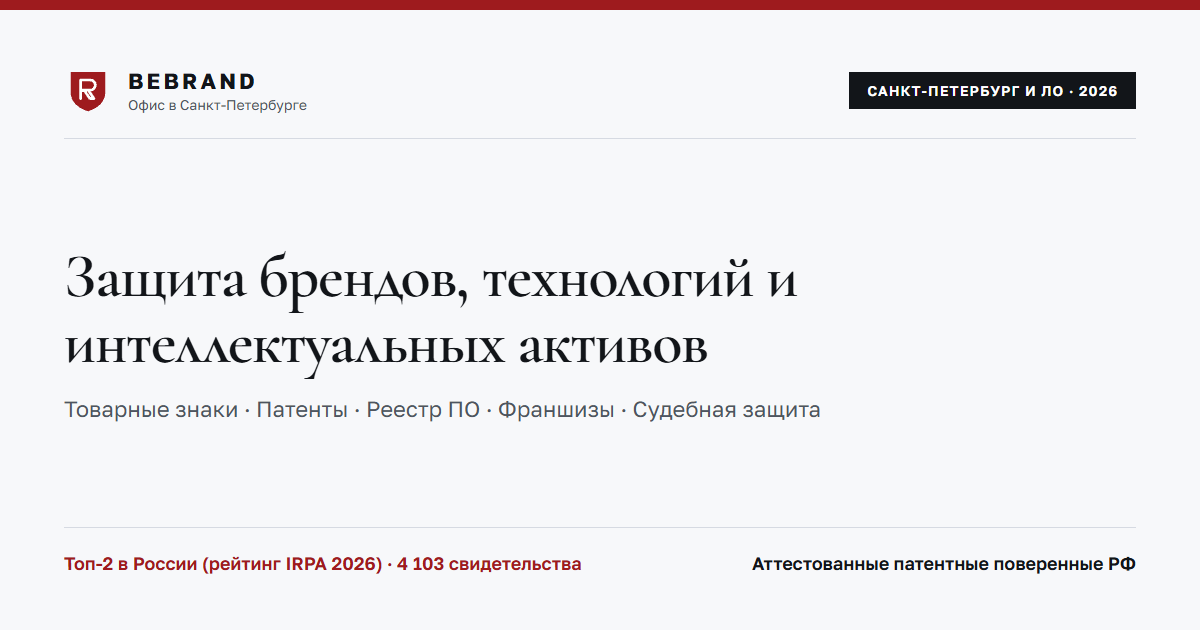 R
BEBRAND
Офис в Санкт-Петербурге
САНКТ-ПЕТЕРБУРГ И ЛО · 2026
Защита брендов, технологий и
интеллектуальных активов
Товарные знаки · Патенты · Реестр ПО · Франшизы · Судебная защита
Топ-2 в России (рейтинг IRPA 2026) · 4 103 свидетельства
Аттестованные патентные поверенные РФ